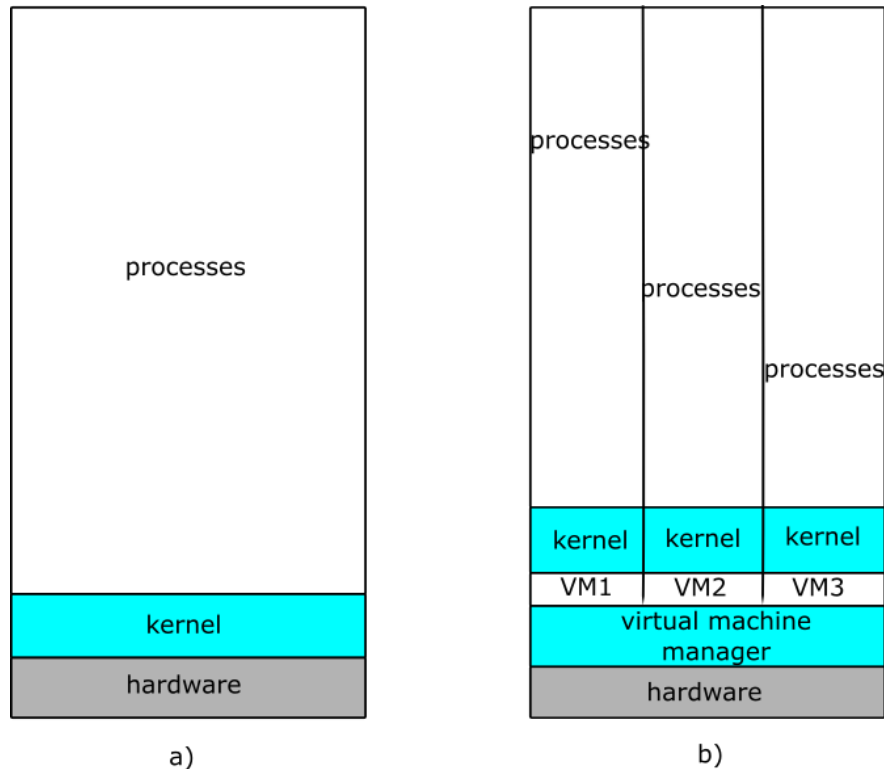 processes
kernel
hardware
a)
processes
processes
processes
kernel
kernel
kernel
VM1
VM2
VM3
virtual machine
manager
hardware
b)